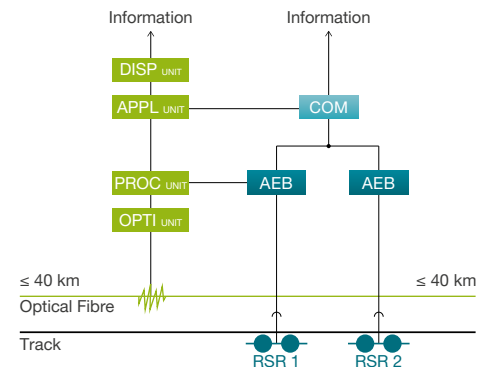 Information Information
DISP UNIT
APPL UNIT COM
PROC UNIT AEB AEB
OPTI UNIT
≤ 40 km ≤ 40 km
Optical Fibre
Track
RSR 1 RSR 2